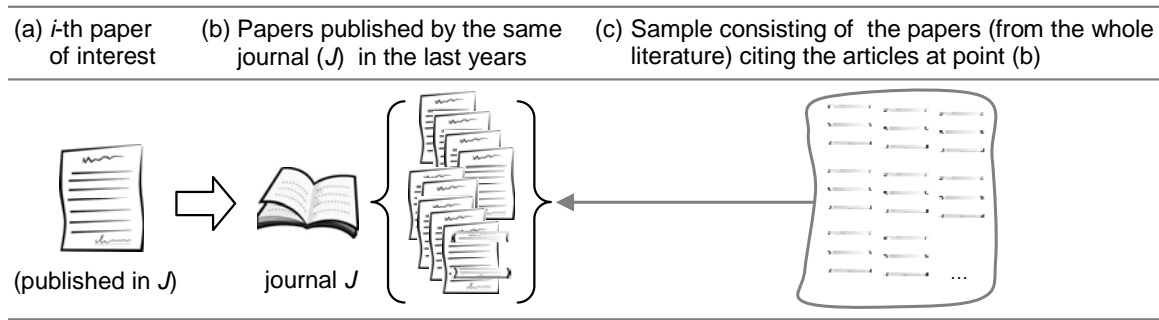 (a) i-th paper
of interest
(b) Papers published by the same
journal (J) in the last years
(c) Sample consisting of the papers (from the whole
literature) citing the articles at point (b)
(published in J)
journal J
...